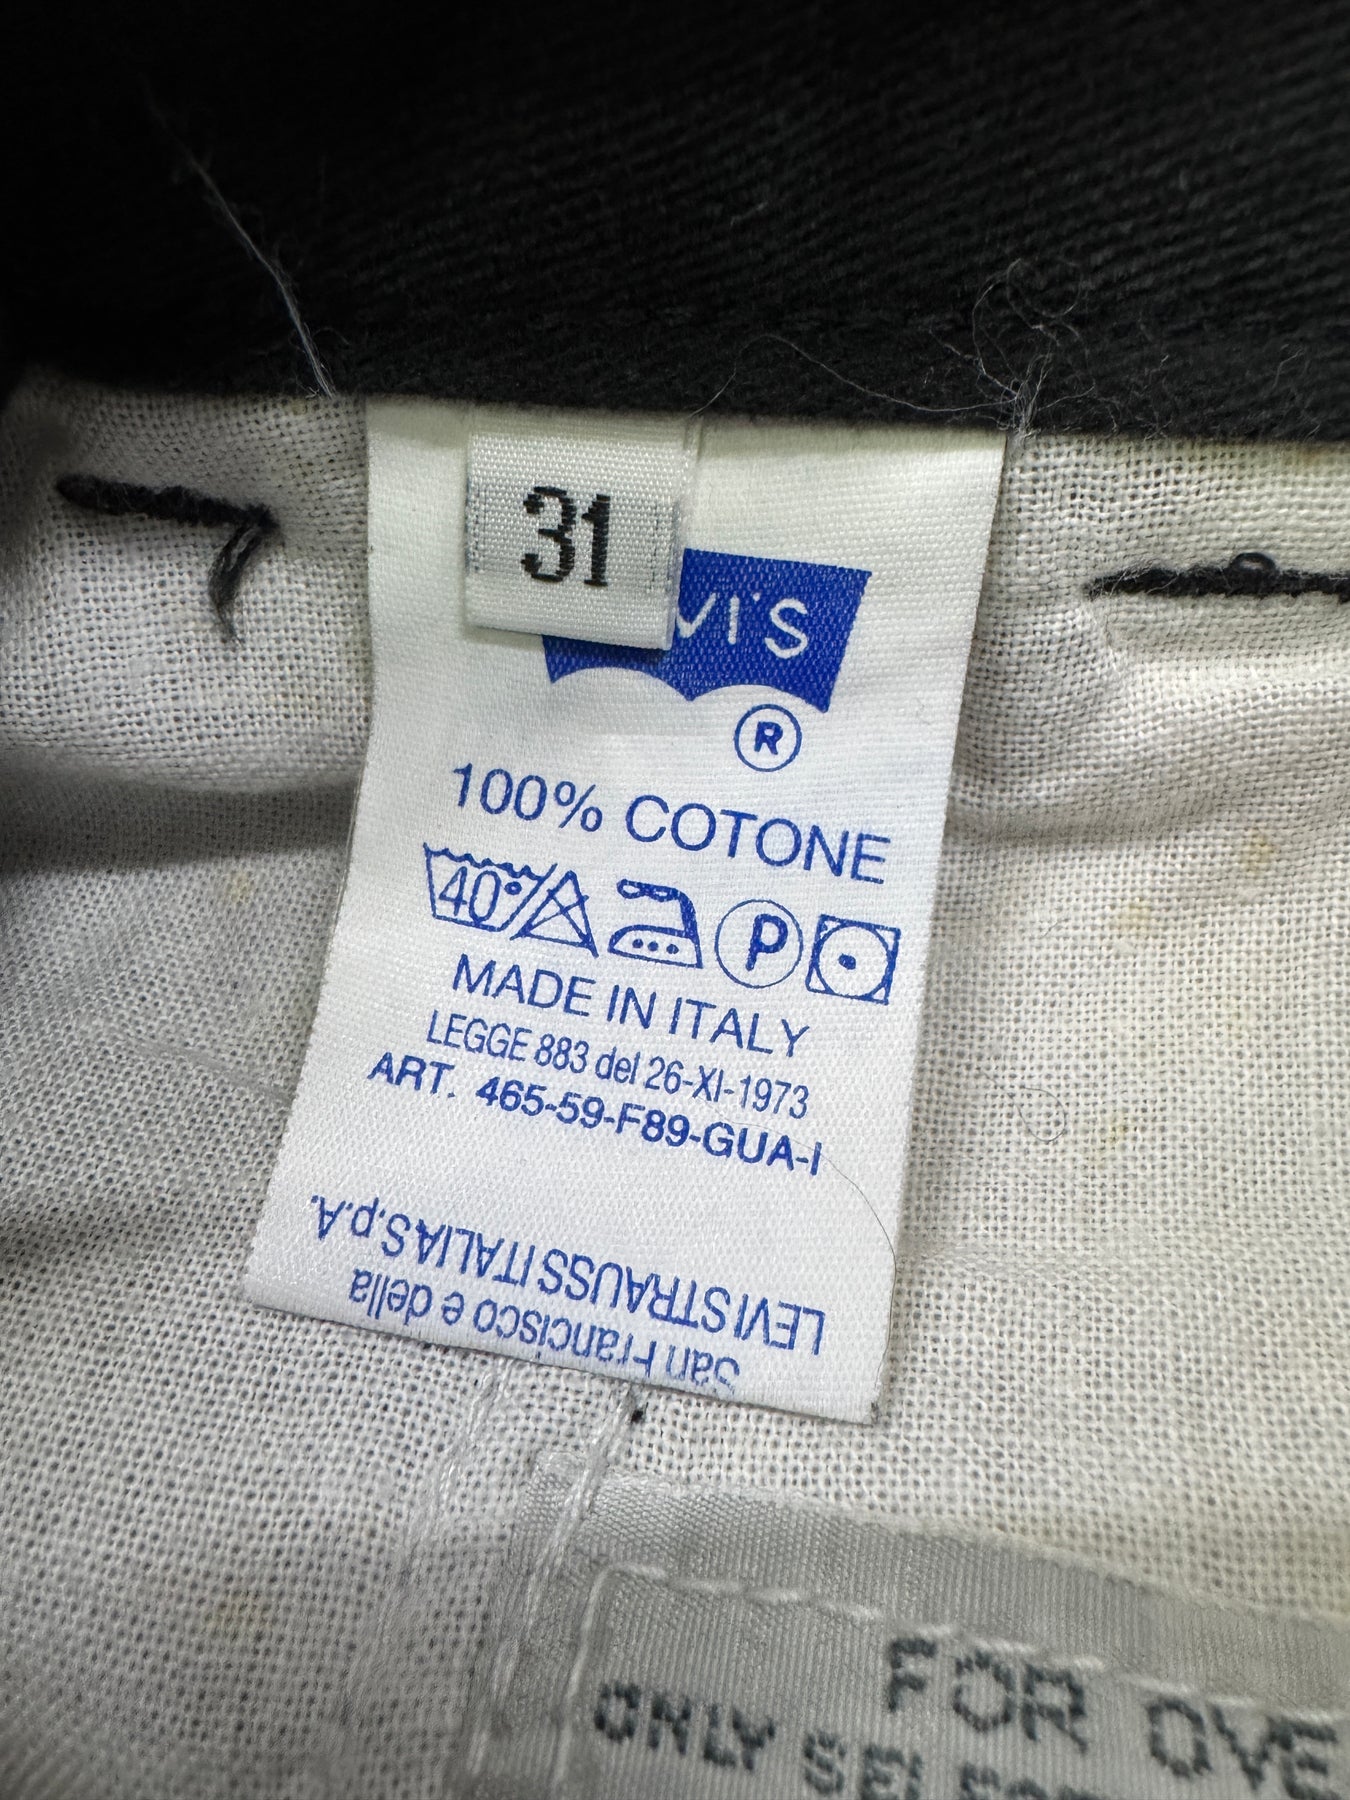 31
VI'S
®
100% COTONE
40° P
MADE IN ITALY
LEGGE 883 del 26-XI-1973
ART. 465-59-F89-GUA-I
San Francisco e della
LEVI STRAUSS ITALIA S.p.A.
FOR OVE
ONLY